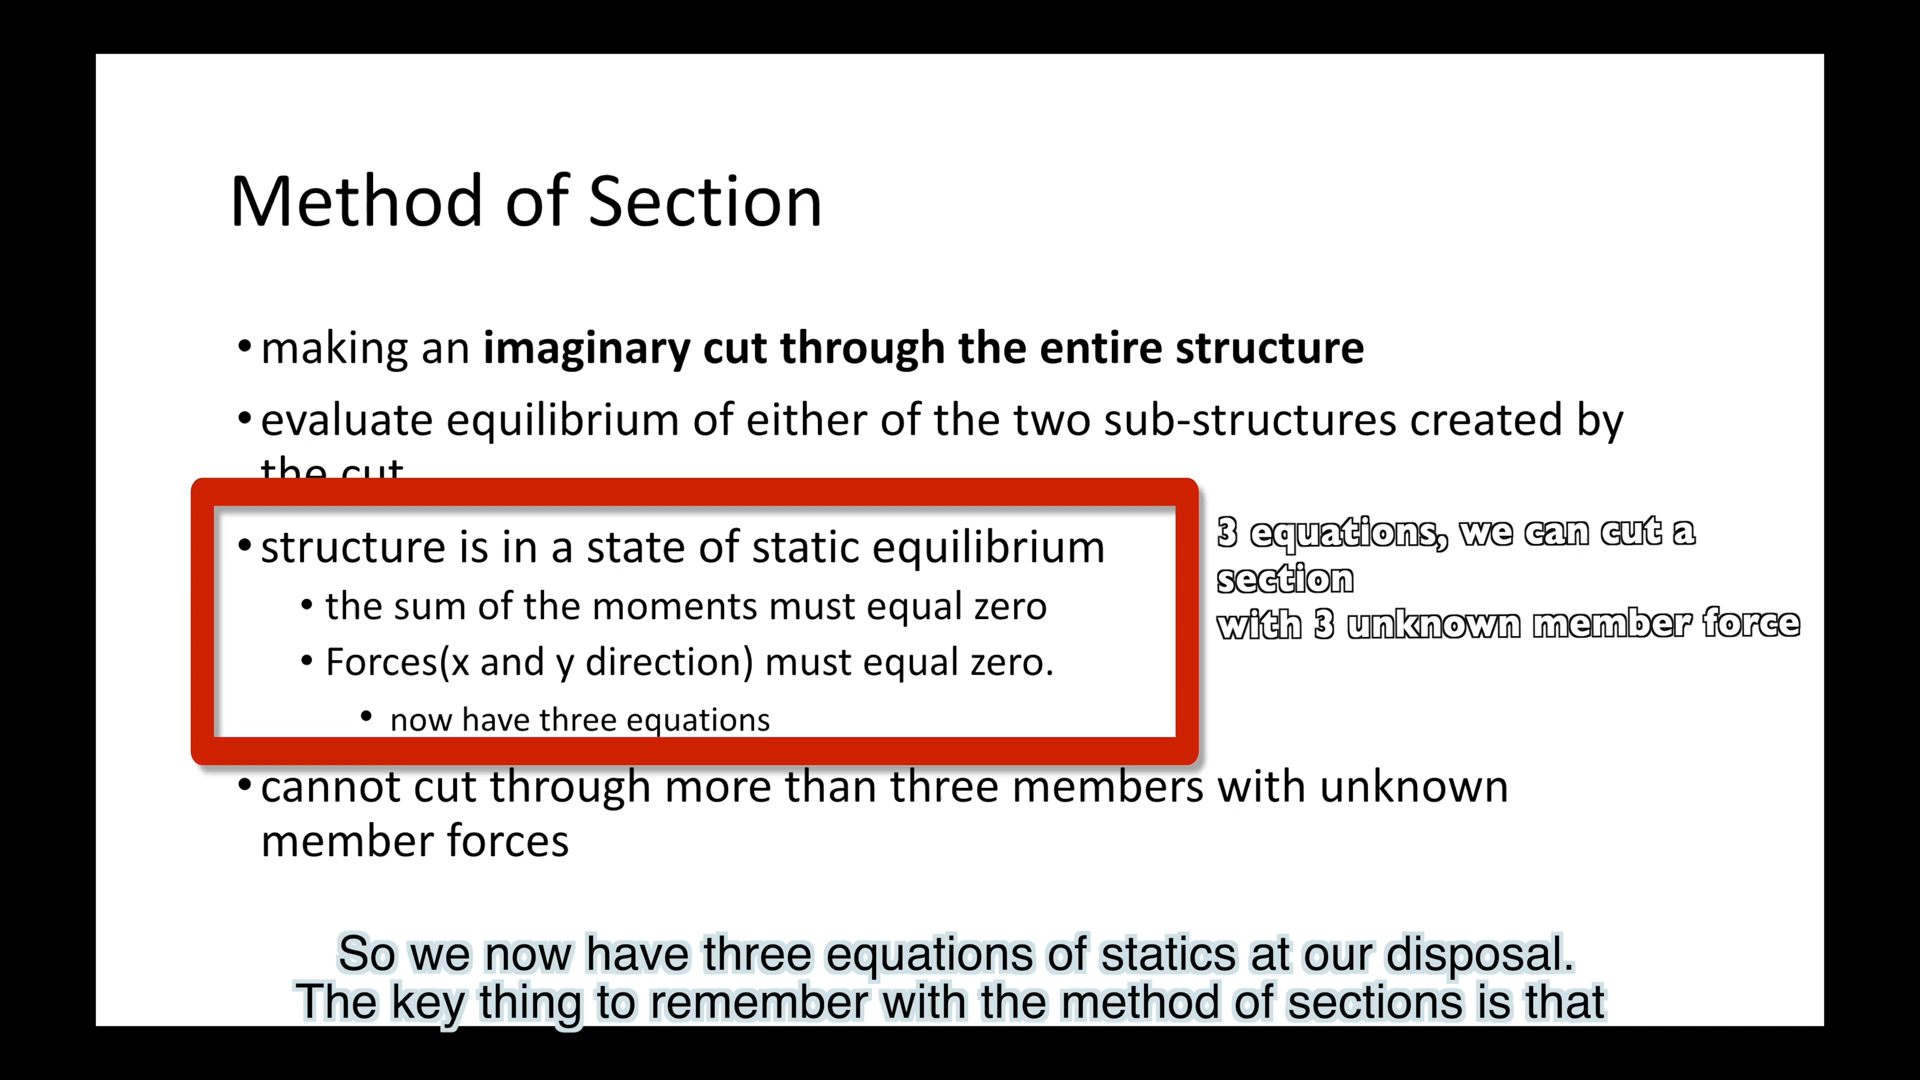 Method of Section
•making an imaginary cut through the entire structure
•evaluate equilibrium of either of the two sub-structures created by
the cut
•structure is in a state of static equilibrium
• the sum of the moments must equal zero
• Forces(x and y direction) must equal zero.
• now have three equations
3 equations, we can cut a
section
with 3 unknown member force
•cannot cut through more than three members with unknown
member forces
So we now have three equations of statics at our disposal.
The key thing to remember with the method of sections is that